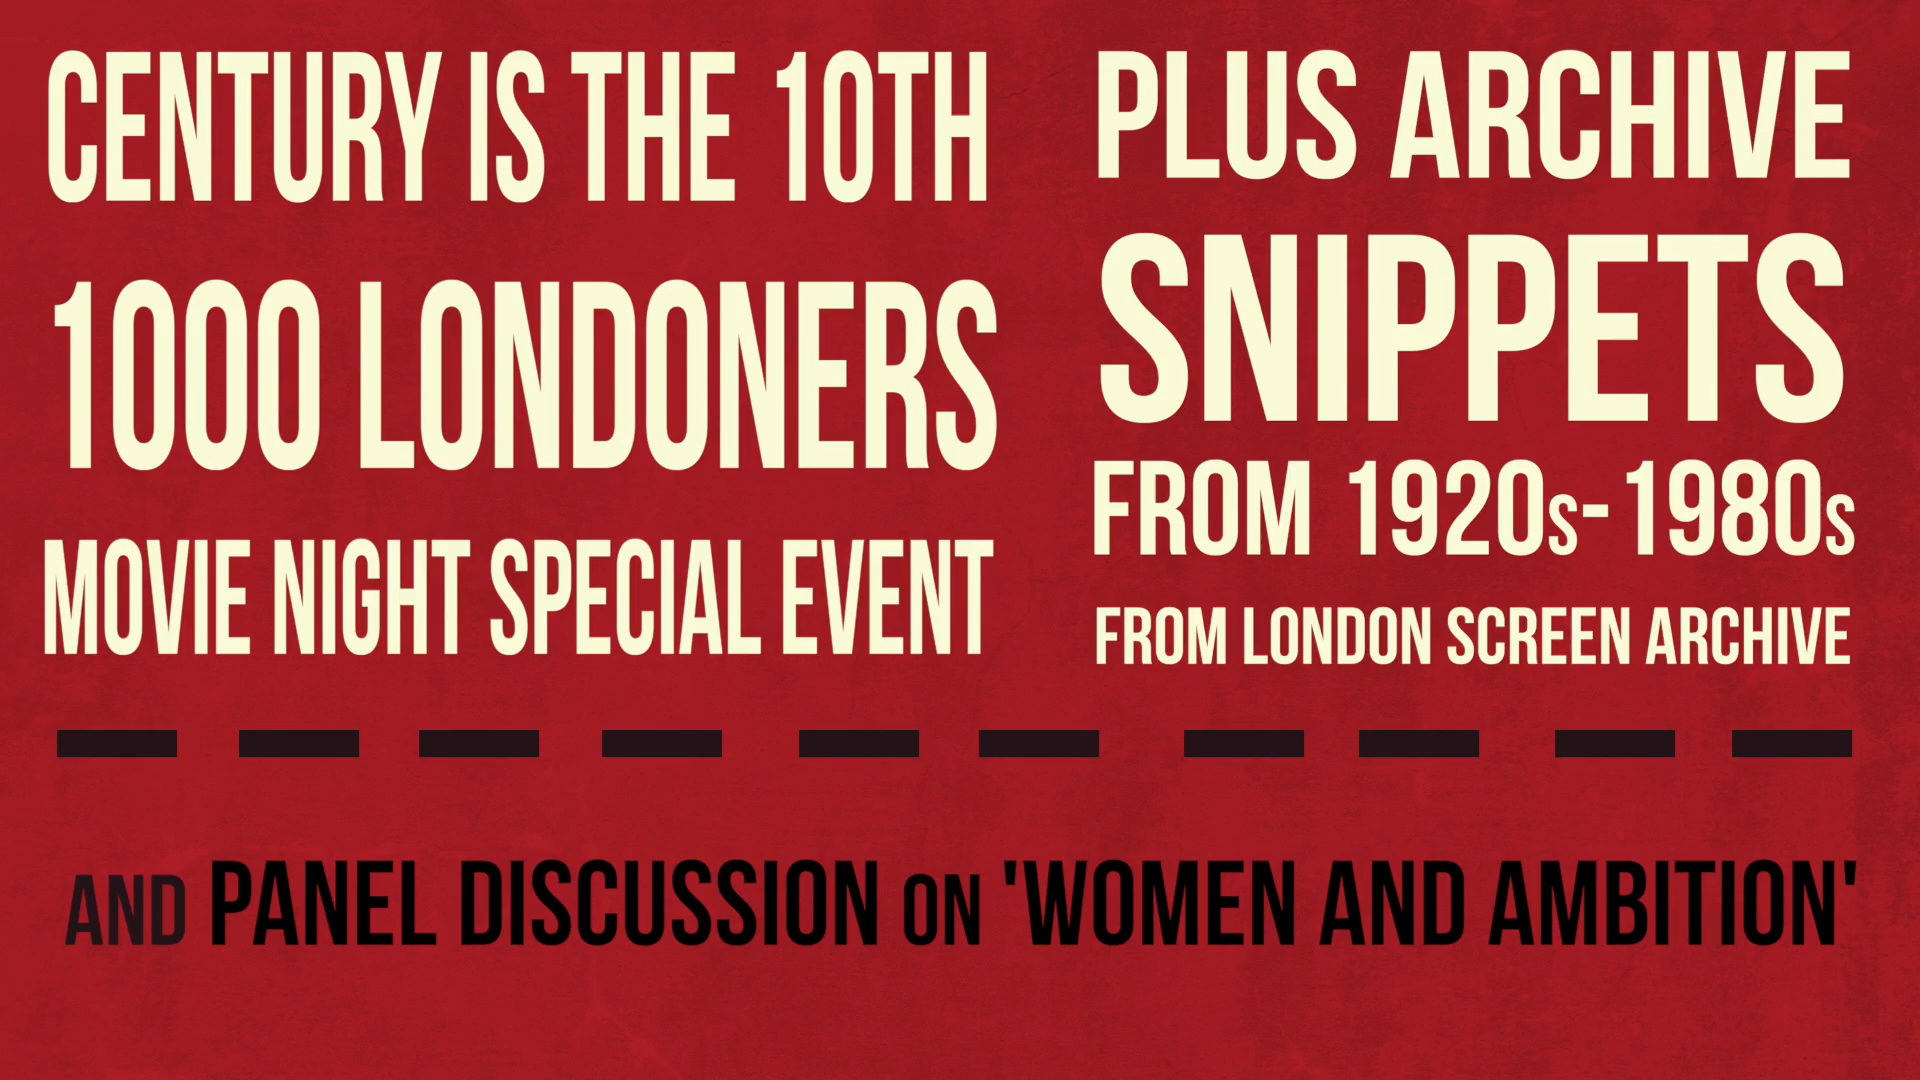 CENTURY IS THE 10TH
1000 LONDONERS
MOVIE NIGHT SPECIAL EVENT
PLUS ARCHIVE
SNIPPETS
FROM 1920s-1980s
FROM LONDON SCREEN ARCHIVE
AND PANEL DISCUSSION ON 'WOMEN AND AMBITION'